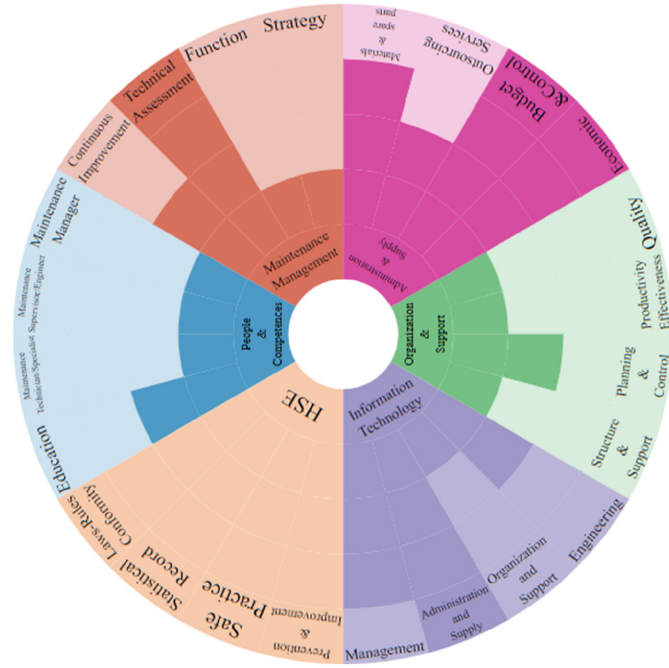 Function Strategy
Materials
&
spare
parts
Outsourcing
Services
Budget
&Control
Economic
Technical
Assessment
Continuous
Improvement
Maintenance
Management
Administration
&
Supply
Maintenance
Manager
Maintenance
Supervisor/Engineer
Maintenance
Technician/Specialist
Education
People
&
Competences
Organization
&
Support
Quality
Productivity
Effectiveness
Planning
&
Control
Structure
&
Support
HSE
Information
Technology
Laws-Rules
Conformity
Statistical
Record
Safe
Practice
Prevention
&
Improvement
Management
Administration
and
Supply
Organization
and
Support
Engineering